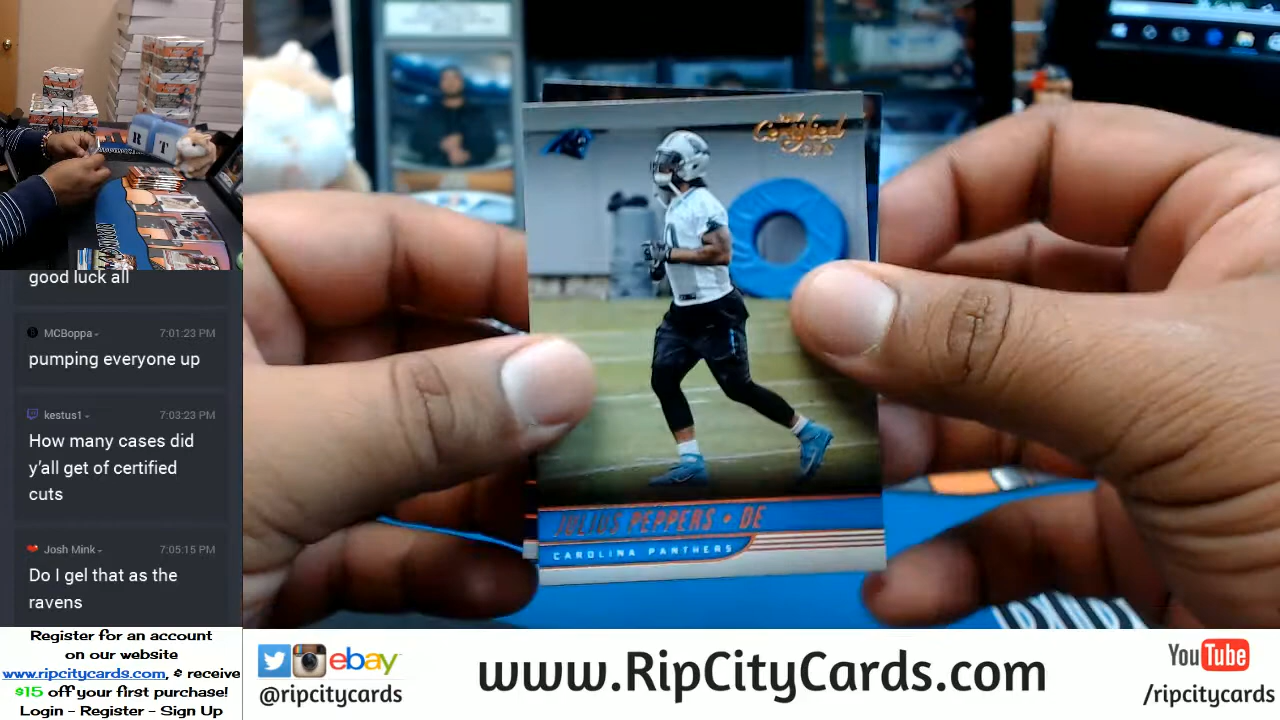 good luck all
MCBoppa
7:01:23 PM
pumping everyone up
kestus1
7:03:23 PM
How many cases did
y'all get of certified
cuts
Josh Mink
7:05:15 PM
Do I gel that as the
ravens
Register for an account
on our website
www.ripcitycards.com, & receive
$15 off your first purchase!
Login - Register - Sign Up
R T
Certified
CUTS
JULIUS PEPPERS • DE
CAROLINA PANTHERS
ebay
@ripcitycards
www.RipCityCards.com
YouTube
/ripcitycards